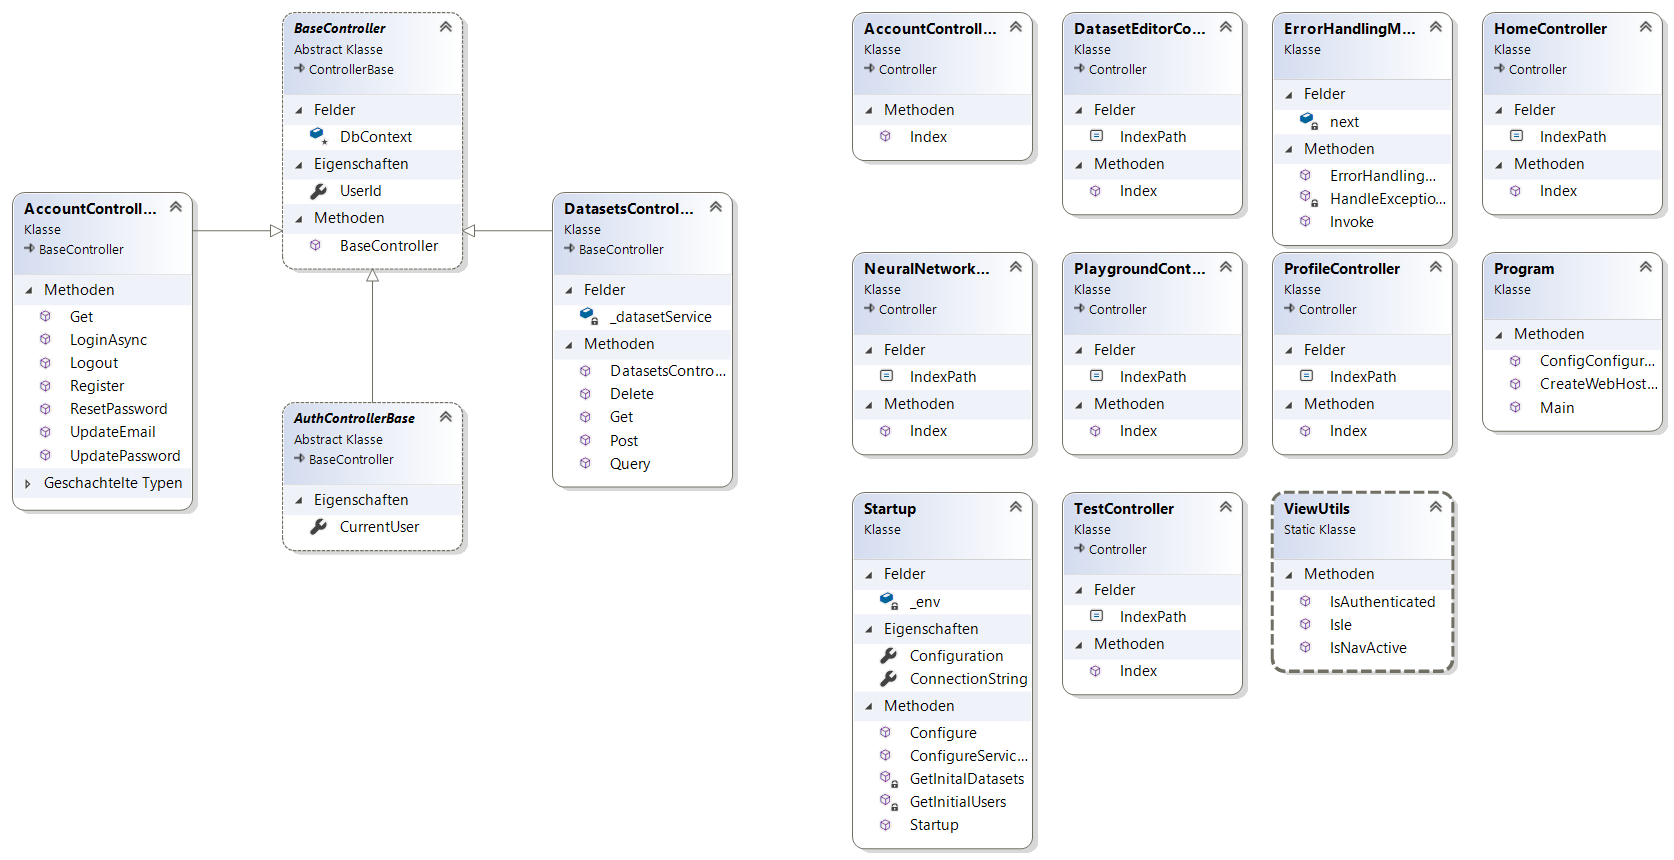 BaseController
Abstract Klasse
ControllerBase
Felder
DbContext
Eigenschaften
UserId
Methoden
BaseController
AccountControll...
Klasse
BaseController
Methoden
Get
LoginAsync
Logout
Register
ResetPassword
UpdateEmail
UpdatePassword
Geschachtelte Typen
DatasetsControl...
Klasse
BaseController
Felder
_datasetService
Methoden
DatasetsContro...
Delete
Get
Post
Query
AuthControllerBase
Abstract Klasse
BaseController
Eigenschaften
CurrentUser
AccountControll...
Klasse
Controller
Methoden
Index
DatasetEditorCo...
Klasse
Controller
Felder
IndexPath
Methoden
Index
ErrorHandlingM...
Klasse
Felder
next
Methoden
ErrorHandling...
HandleExceptio...
Invoke
HomeController
Klasse
Controller
Felder
IndexPath
Methoden
Index
NeuralNetwork...
Klasse
Controller
Felder
IndexPath
Methoden
Index
PlaygroundCont...
Klasse
Controller
Felder
IndexPath
Methoden
Index
ProfileController
Klasse
Controller
Felder
IndexPath
Methoden
Index
Program
Klasse
Methoden
ConfigConfigur...
CreateWebHost...
Main
Startup
Klasse
Felder
_env
Eigenschaften
Configuration
ConnectionString
Methoden
Configure
ConfigureServic...
GetInitalDatasets
GetInitialUsers
Startup
TestController
Klasse
Controller
Felder
IndexPath
Methoden
Index
ViewUtils
Static Klasse
Methoden
IsAuthenticated
IsIe
IsNavActive